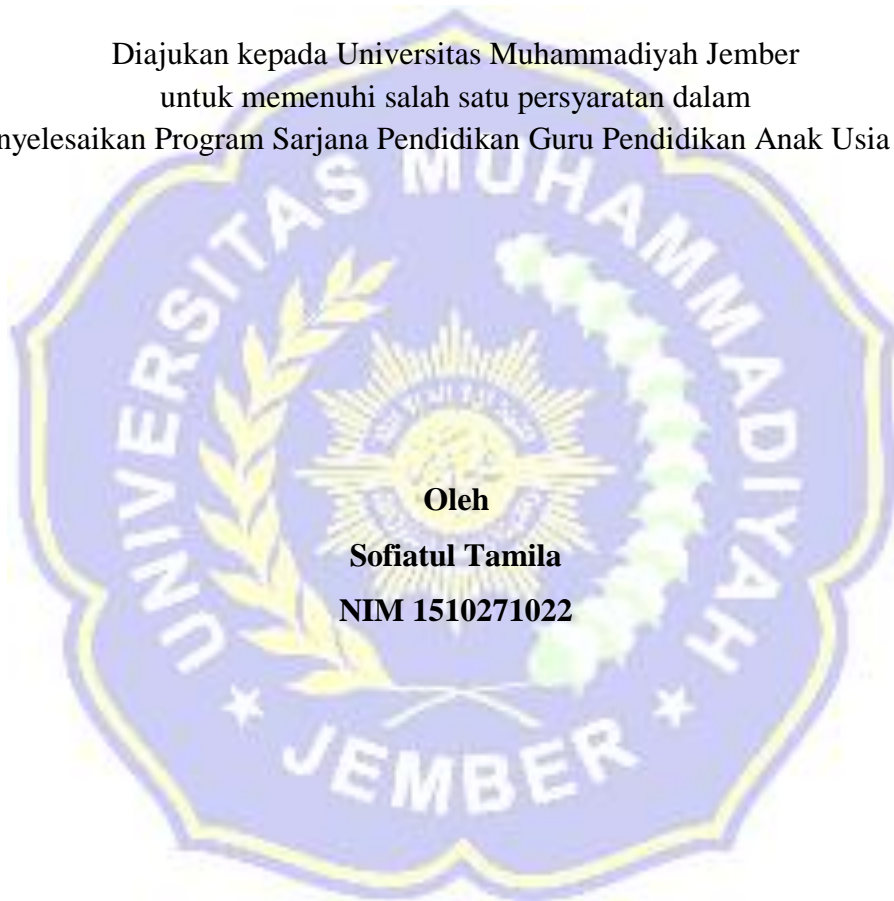 Diajukan kepada Universitas Muhammadiyah Jember
untuk memenuhi salah satu persyaratan dalam
nyelesaikan Program Sarjana Pendidikan Guru Pendidikan Anak Usia
UNIVERSITAS MUHAMMADIYAH
Oleh
Sofiatul Tamila
NIM 1510271022
JEMBER